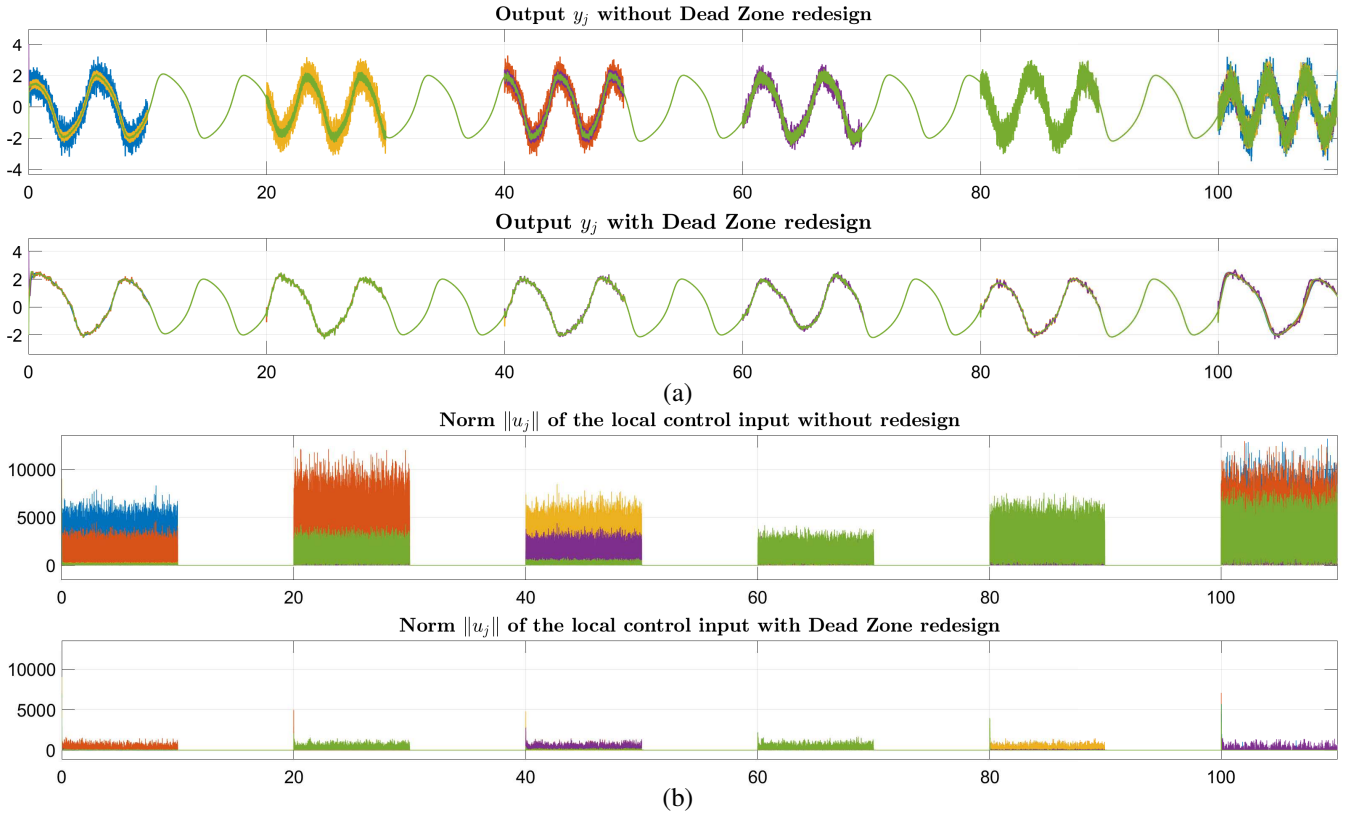 Output y_j without Dead Zone redesign
4
2
0
-2
-4
0 20 40 60 80 100
Output y_j with Dead Zone redesign
4
2
0
-2
0 20 40 60 80 100
(a)
Norm ‖u_j‖ of the local control input without redesign
10000
5000
0
0 20 40 60 80 100
Norm ‖u_j‖ of the local control input with Dead Zone redesign
10000
5000
0
0 20 40 60 80 100
(b)